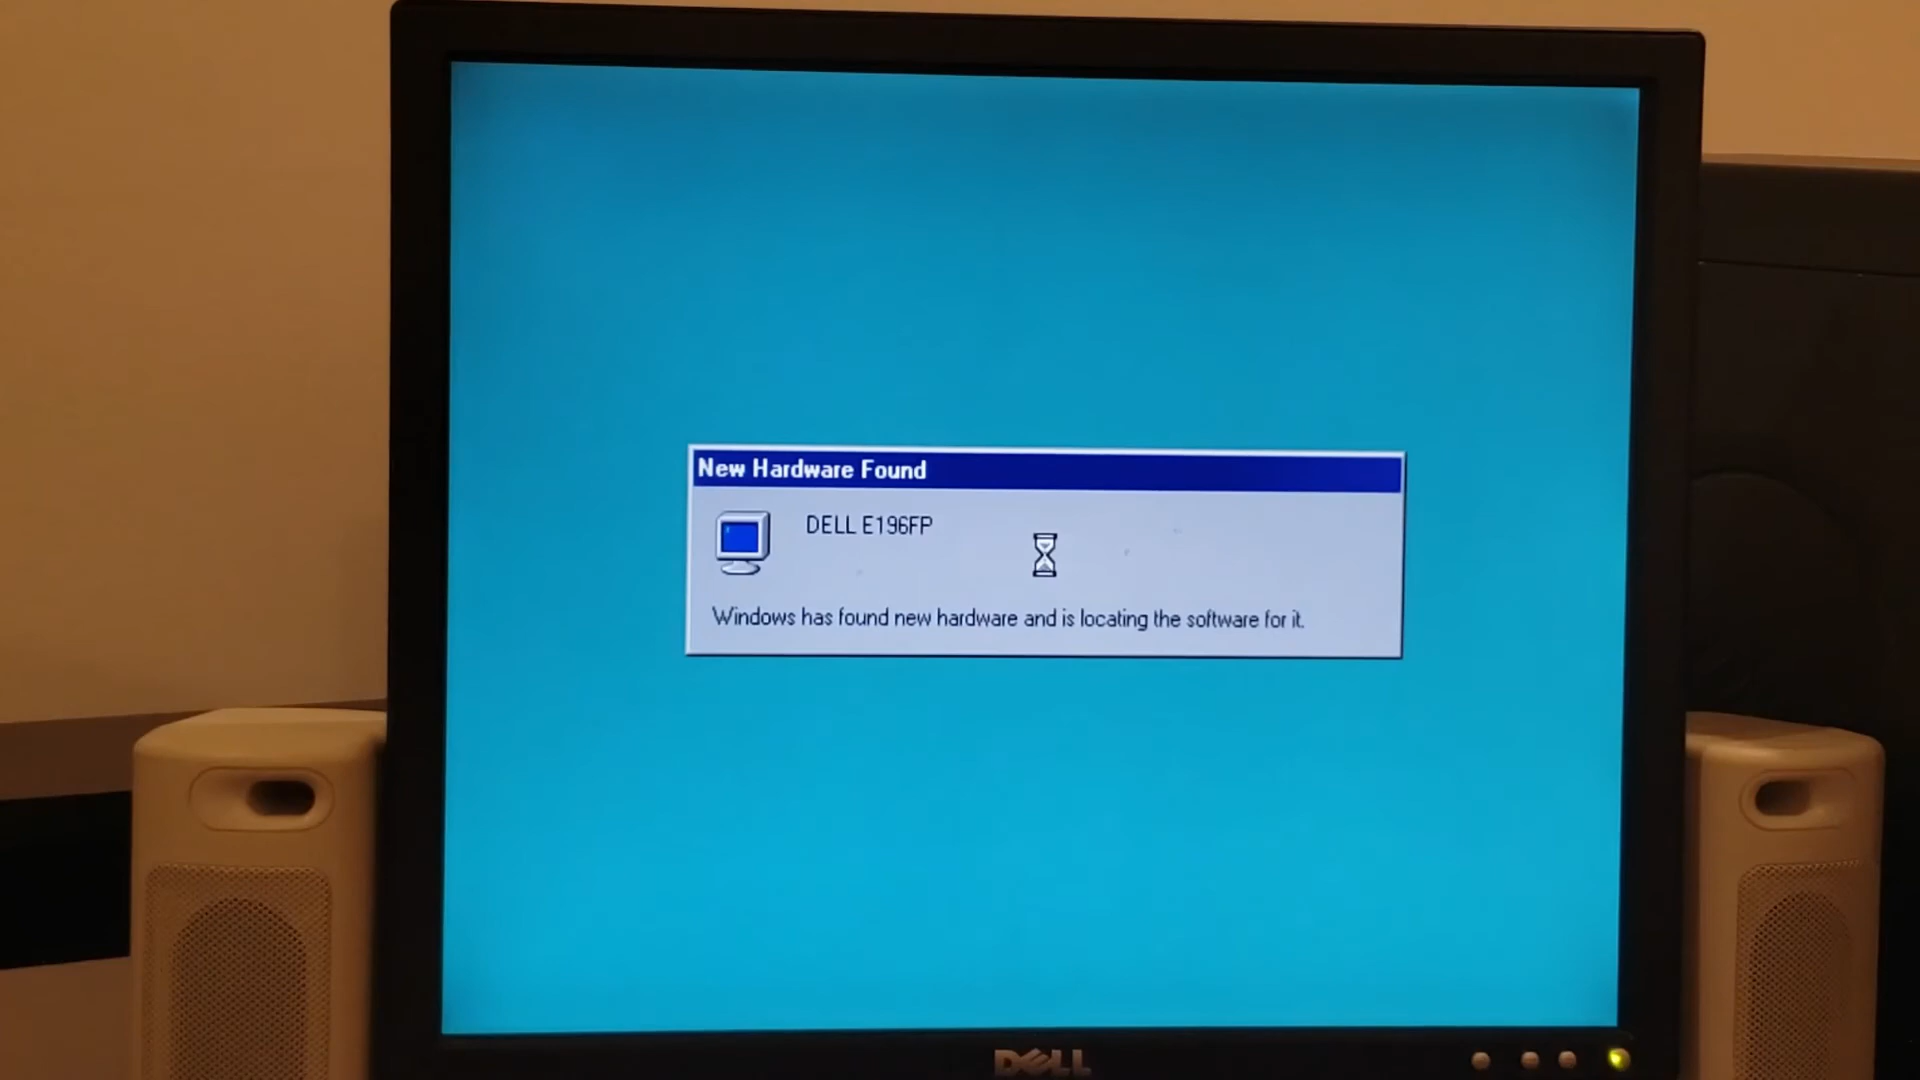 New Hardware Found
DELL E196FP
Windows has found new hardware and is locating the software for it.
DELL